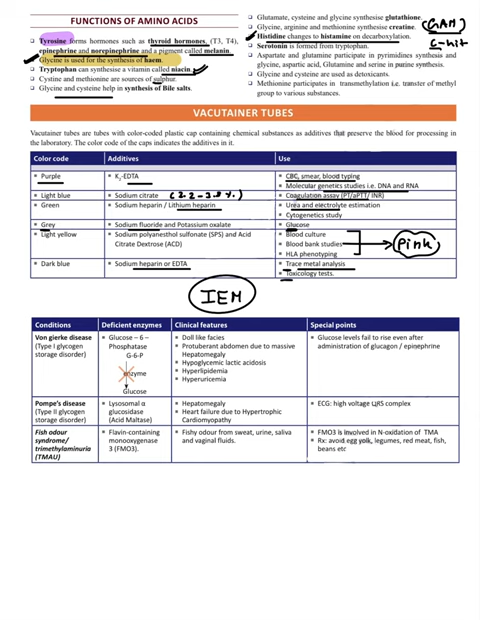 FUNCTIONS OF AMINO ACIDS
❑ Tyrosine forms hormones such as thyroid hormones, (T3, T4),
epinephrine and norepinephrine and a pigment called melanin.
Glycine is used for the synthesis of haem.
❑ Tryptophan can synthesise a vitamin called niacin.
❑ Cystine and methionine are sources of sulphur.
❑ Glycine and cysteine help in synthesis of Bile salts.
❑ Glutamate, cysteine and glycine synthesise glutathione.
❑ Glycine, arginine and methionine synthesise creatine. (GAM)
Histidine changes to histamine on decarboxylation.
❑ Serotonin is formed from tryptophan. C-hit
❑ Aspartate and glutamine participate in pyrimidines synthesis and
glycine, aspartic acid, Glutamine and serine in purine synthesis.
❑ Glycine and cysteine are used as detoxicants.
❑ Methionine participates in transmethylation i.e. transfer of methyl
group to various substances.
VACUTAINER TUBES
Vacutainer tubes are tubes with color-coded plastic cap containing chemical substances as additives that preserve the blood for processing in
the laboratory. The color code of the caps indicates the additives in it.
Color code Additives Use
▪ Purple ▪ K₂-EDTA ▪ CBC, smear, blood typing
▪ Molecular genetics studies i.e. DNA and RNA
▪ Light blue ▪ Sodium citrate (2.2-3.8%) ▪ Coagulation assay (PT/aPTT/ INR)
▪ Green ▪ Sodium heparin / Lithium heparin ▪ Urea and electrolyte estimation
▪ Cytogenetics study
▪ Grey ▪ Sodium fluoride and Potassium oxalate ▪ Glucose
▪ Light yellow ▪ Sodium polyanesthol sulfonate (SPS) and Acid ▪ Blood culture
Citrate Dextrose (ACD) ▪ Blood bank studies Pink
▪ HLA phenotyping
▪ Dark blue ▪ Sodium heparin or EDTA ▪ Trace metal analysis
▪ Toxicology tests.
IEM
Conditions Deficient enzymes Clinical features Special points
Von gierke disease ▪ Glucose – 6 – ▪ Doll like facies ▪ Glucose levels fail to rise even after
(Type I glycogen Phosphatase ▪ Protuberant abdomen due to massive administration of glucagon / epinephrine
storage disorder) G-6-P Hepatomegaly
▪ Hypoglycemic lactic acidosis
enzyme ▪ Hyperlipidemia
▪ Hyperuricemia
Glucose
Pompe's disease ▪ Lysosomal α ▪ Hepatomegaly ▪ ECG: high voltage QRS complex
(Type II glycogen glucosidase ▪ Heart failure due to Hypertrophic
storage disorder) (Acid Maltase) Cardiomyopathy
Fish odour ▪ Flavin-containing ▪ Fishy odour from sweat, urine, saliva ▪ FMO3 is involved in N-oxidation of TMA
syndrome/ monooxygenase and vaginal fluids. ▪ Rx: avoid egg yolk, legumes, red meat, fish,
trimethylaminuria 3 (FMO3). beans etc
(TMAU)